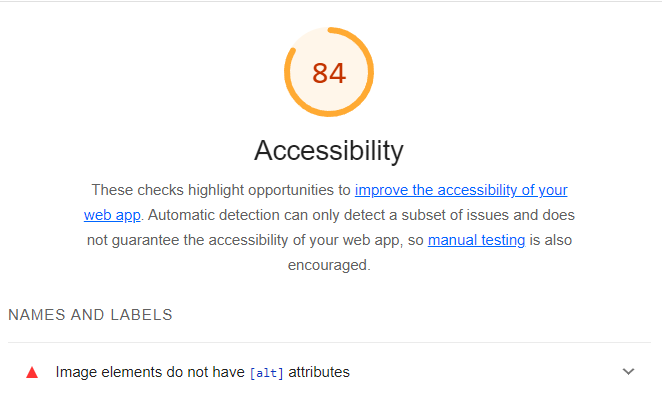 84
Accessibility
These checks highlight opportunities to improve the accessibility of your
web app. Automatic detection can only detect a subset of issues and does
not guarantee the accessibility of your web app, so manual testing is also
encouraged.
NAMES AND LABELS
Image elements do not have [alt] attributes